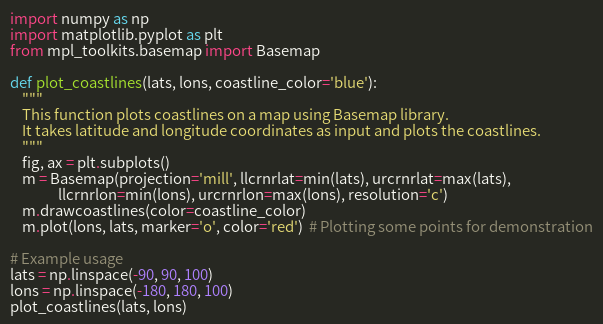 import numpy as np
import matplotlib.pyplot as plt
from mpl_toolkits.basemap import Basemap

def plot_coastlines(lats, lons, coastline_color='blue'):
    """
    This function plots coastlines on a map using Basemap library.
    It takes latitude and longitude coordinates as input and plots the coastlines.
    """
    fig, ax = plt.subplots()
    m = Basemap(projection='mill', llcrnrlat=min(lats), urcrnrlat=max(lats),
                llcrnrlon=min(lons), urcrnrlon=max(lons), resolution='c')
    m.drawcoastlines(color=coastline_color)
    m.plot(lons, lats, marker='o', color='red')  # Plotting some points for demonstration

# Example usage
lats = np.linspace(-90, 90, 100)
lons = np.linspace(-180, 180, 100)
plot_coastlines(lats, lons)